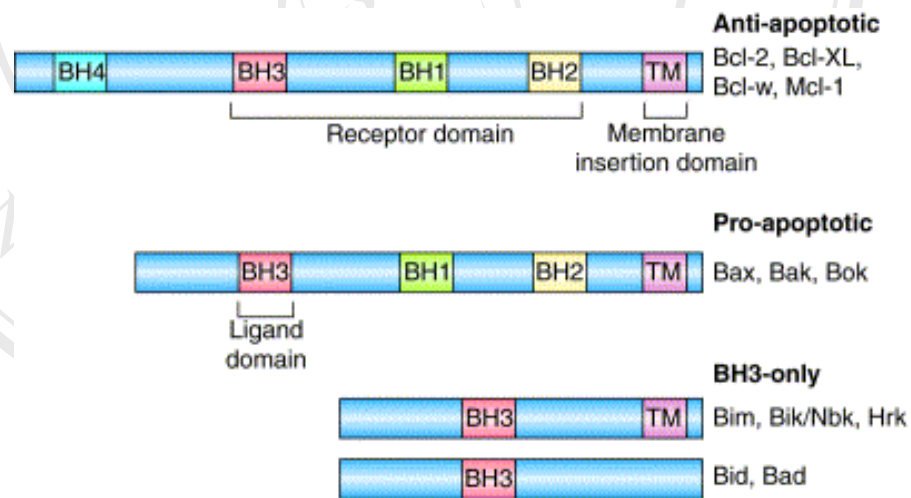 Anti-apoptotic
BH4 BH3 BH1 BH2 TM
Bcl-2, Bcl-XL,
Bcl-w, Mcl-1
Receptor domain
Membrane
insertion domain
Pro-apoptotic
BH3 BH1 BH2 TM
Bax, Bak, Bok
Ligand
domain
BH3-only
BH3 TM
Bim, Bik/Nbk, Hrk
BH3
Bid, Bad